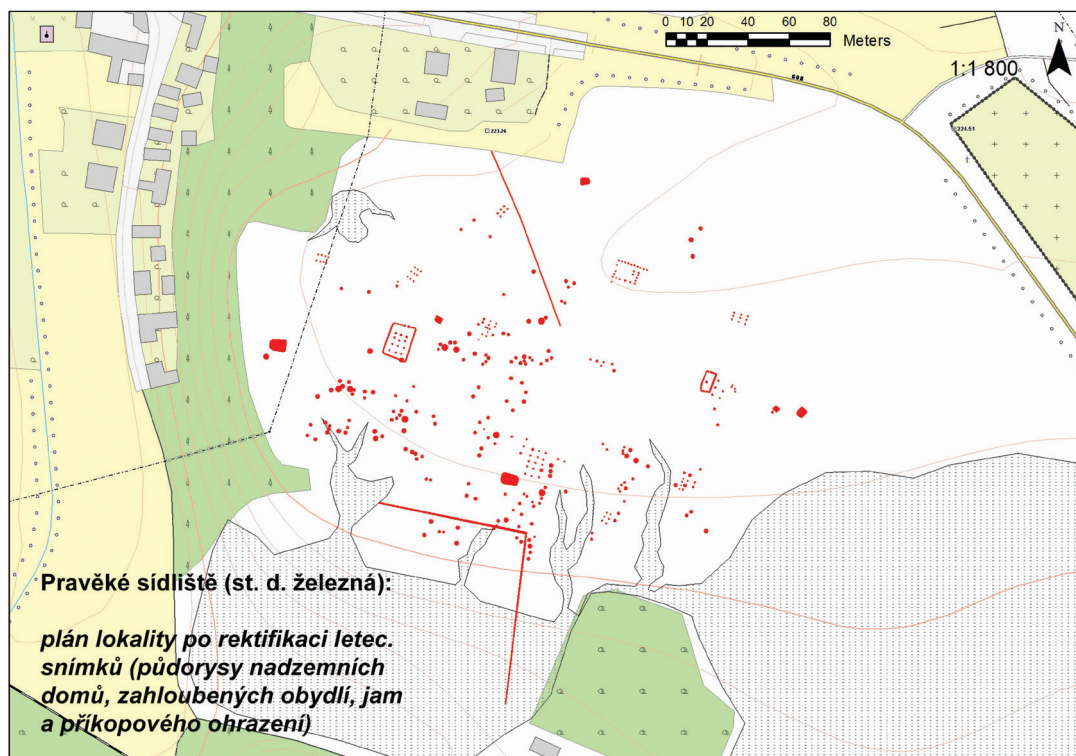 0 10 20 40 60 80
Meters
N
1:1 800
223.26
224.51
Pravěké sídliště (st. d. železná):
plán lokality po rektifikaci letec.
snímků (půdorysy nadzemních
domů, zahloubených obydlí, jam
a příkopového ohrazení)